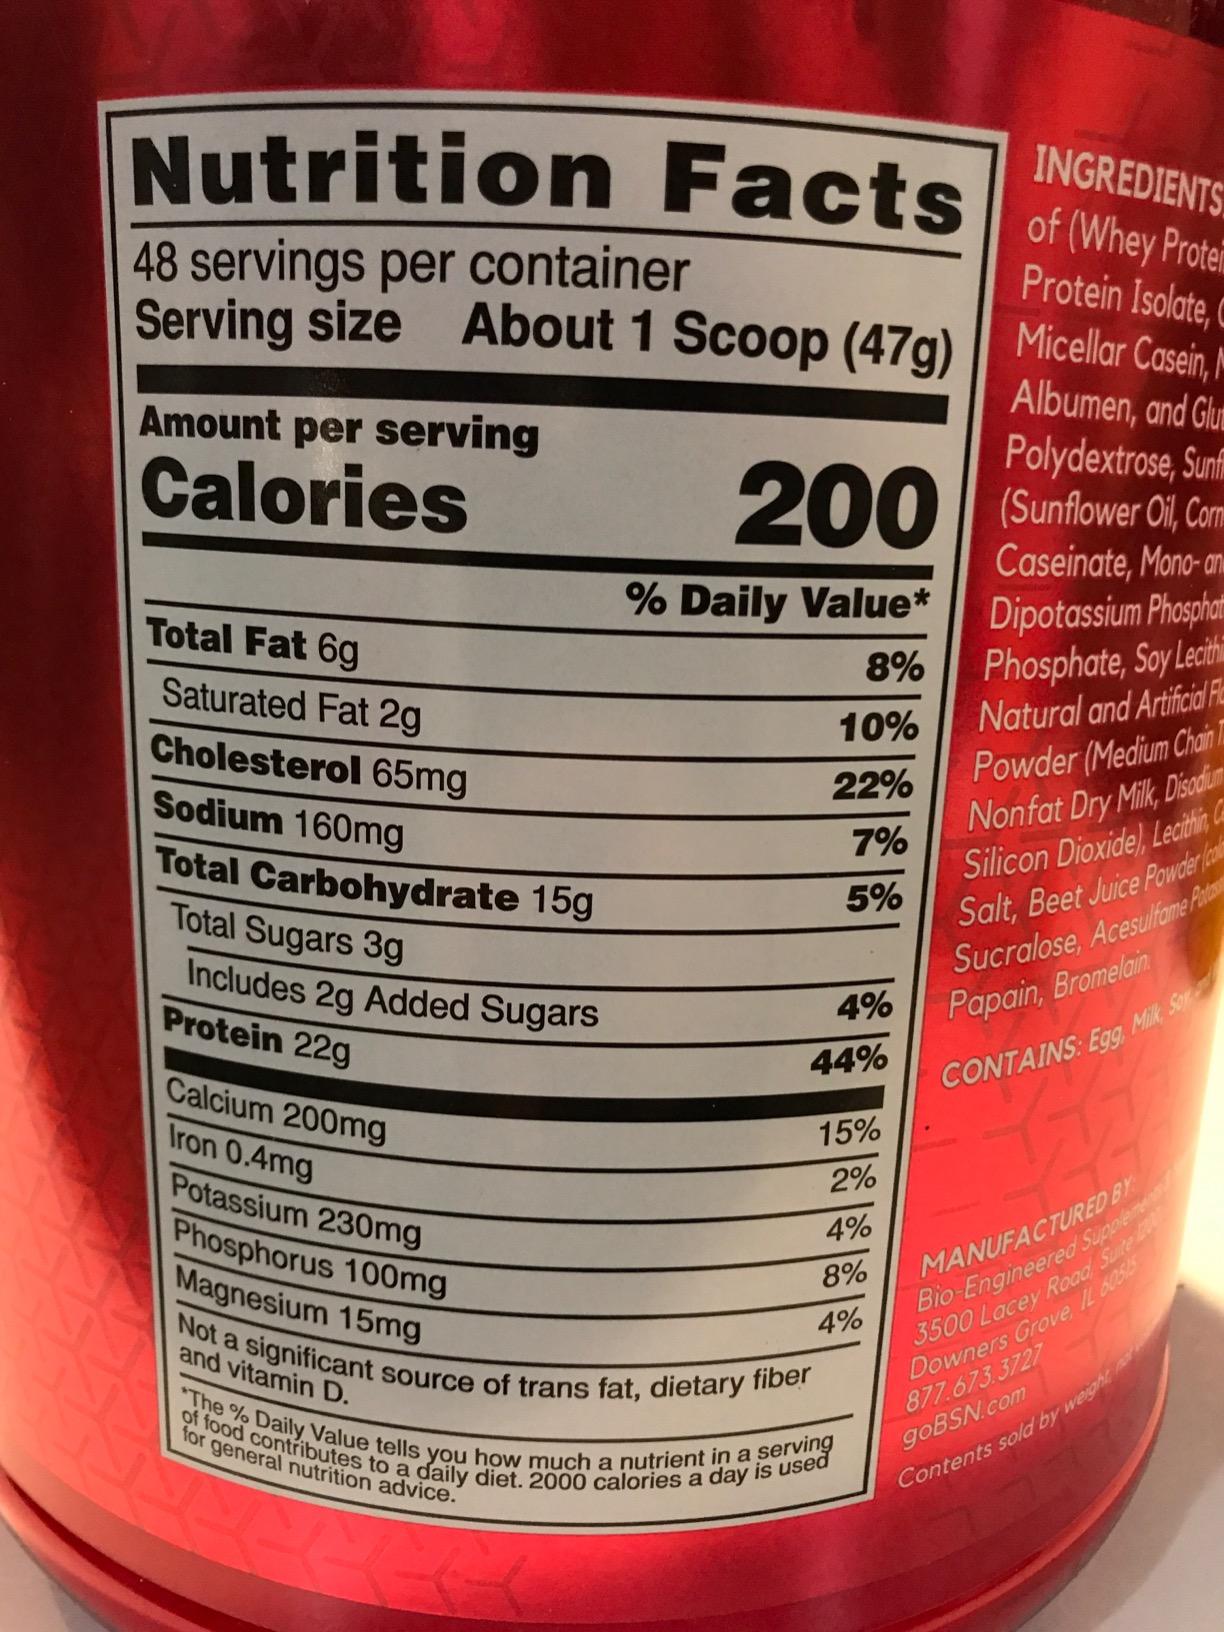 Nutrition Facts
48 servings per container
Serving size About 1 Scoop (47g)
Amount per serving
Calories 200
% Daily Value*
Total Fat 6g 8%
Saturated Fat 2g 10%
Cholesterol 65mg 22%
Sodium 160mg 7%
Total Carbohydrate 15g 5%
Total Sugars 3g
Includes 2g Added Sugars 4%
Protein 22g 44%
Calcium 200mg 15%
Iron 0.4mg 2%
Potassium 230mg 4%
Phosphorus 100mg 8%
Magnesium 15mg 4%
Not a significant source of trans fat, dietary fiber
and vitamin D.
*The % Daily Value tells you how much a nutrient in a serving
of food contributes to a daily diet. 2000 calories a day is used
for general nutrition advice.
INGREDIENTS
of (Whey
Protein Isolate,
Micellar Casein,
Albumen, and
Polydextrose,
(Sunflower Oil,
Caseinate, Mono-
Dipotassium
Phosphate, Soy
Natural and Artificial
Powder (Medium Chain
Nonfat Dry Milk,
Silicon Dioxide), Lecithin,
Salt, Beet Juice Powder
Sucralose, Acesulfame
Papain, Bromelain.
CONTAINS: Egg, Milk,
MANUFACTURED BY:
Bio-Engineered
3500 Lacey Road, Suite
Downers Grove, IL 60515
877.673.3727
goBSN.com
Contents sold by weight,